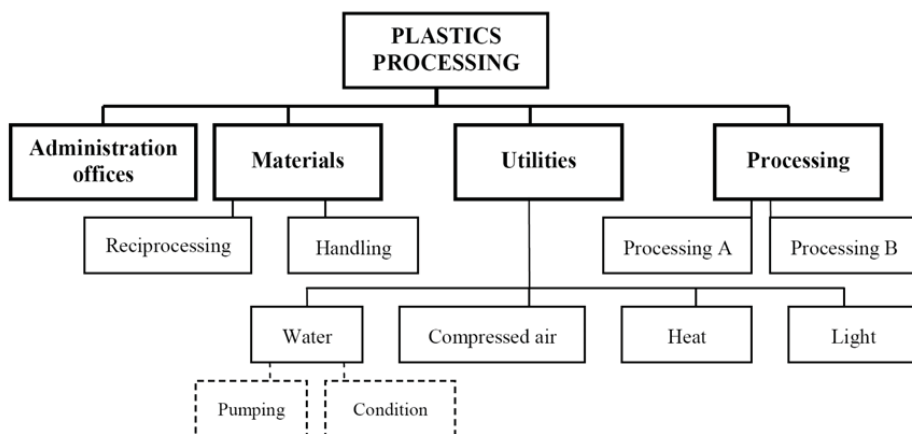 PLASTICS
PROCESSING
Administration
offices
Materials
Utilities
Processing
Reciprocessing
Handling
Processing A
Processing B
Water
Compressed air
Heat
Light
Pumping
Condition